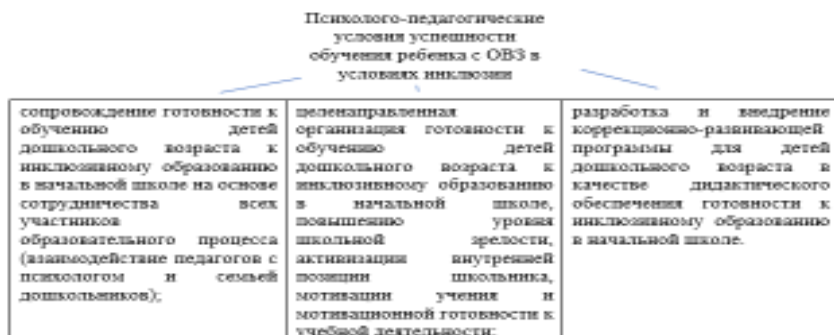 Психолого-педагогические
условия успешности
обучения ребенка с ОВЗ в
условиях инклюзии
сопровождение готовности к
обучению детей
дошкольного возраста к
инклюзивному образованию
в начальной школе на основе
сотрудничества всех
участников
образовательного процесса
(взаимодействие педагогов с
психологом и семьей
дошкольников);
целенаправленная
организация готовности к
обучению детей
дошкольного возраста к
инклюзивному образованию
в начальной школе,
повышению уровня
школьной зрелости,
активизации внутренней
позиции школьника,
мотивации учения и
мотивационной готовности к
учебной деятельности;
разработка и внедрение
коррекционно-развивающей
программы для детей
дошкольного возраста в
качестве дидактического
обеспечения готовности к
инклюзивному образованию
в начальной школе.